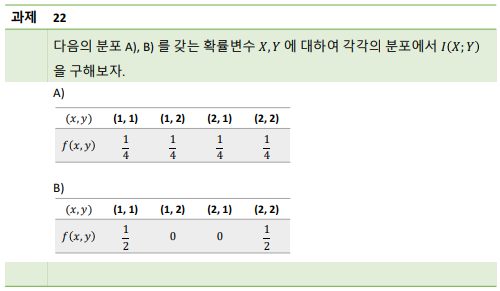 과제 22
다음의 분포 A), B) 를 갖는 확률변수 X, Y 에 대하여 각각의 분포에서 I(X; Y)
을 구해보자.
A)
(x, y) (1, 1) (1, 2) (2, 1) (2, 2)
f(x, y) 1/4 1/4 1/4 1/4
B)
(x, y) (1, 1) (1, 2) (2, 1) (2, 2)
f(x, y) 1/2 0 0 1/2